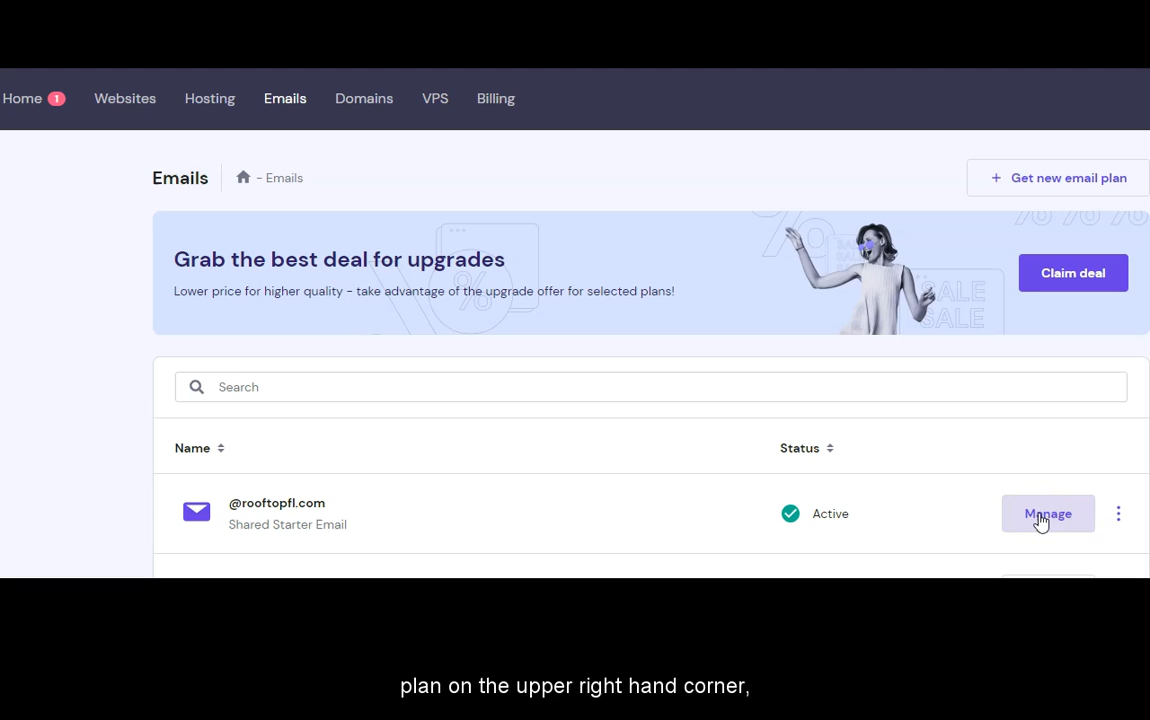 Home 1 Websites Hosting Emails Domains VPS Billing
Emails - Emails
+ Get new email plan
Grab the best deal for upgrades
Lower price for higher quality - take advantage of the upgrade offer for selected plans!
SALE
SALE
Claim deal
Search
Name Status
@rooftopfl.com
Shared Starter Email
Active
Manage
plan on the upper right hand corner,